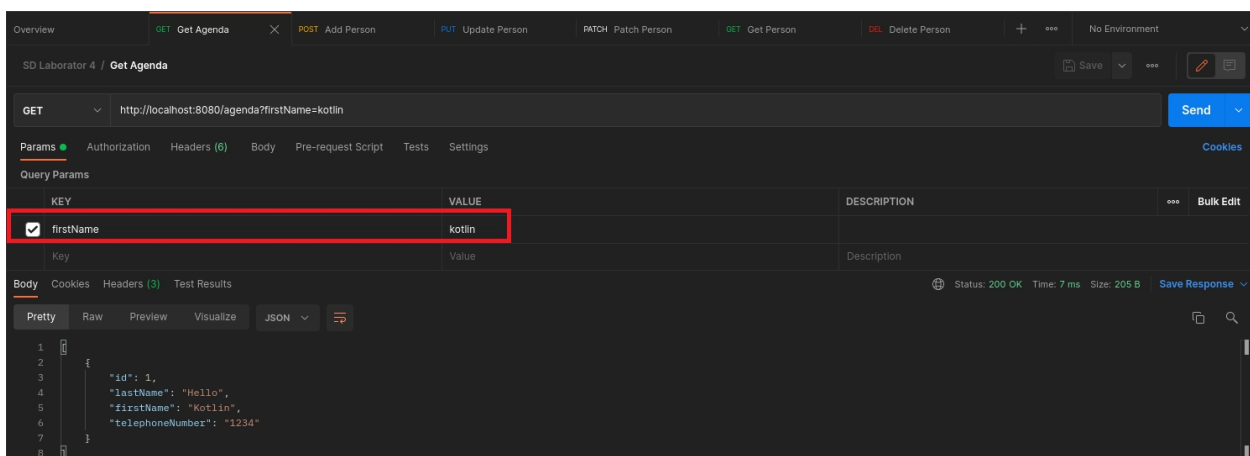 Overview GET Get Agenda POST Add Person PUT Update Person PATCH Patch Person GET Get Person DEL Delete Person No Environment
SD Laborator 4 / Get Agenda Save
GET http://localhost:8080/agenda?firstName=kotlin Send
Params Authorization Headers (6) Body Pre-request Script Tests Settings Cookies
Query Params
KEY VALUE DESCRIPTION Bulk Edit
firstName kotlin
Key Value Description
Body Cookies Headers (3) Test Results Status: 200 OK Time: 7 ms Size: 205 B Save Response
Pretty Raw Preview Visualize JSON
1 [
2 {
3 "id": 1,
4 "lastName": "Hello",
5 "firstName": "Kotlin",
6 "telephoneNumber": "1234"
7 }
8 ]